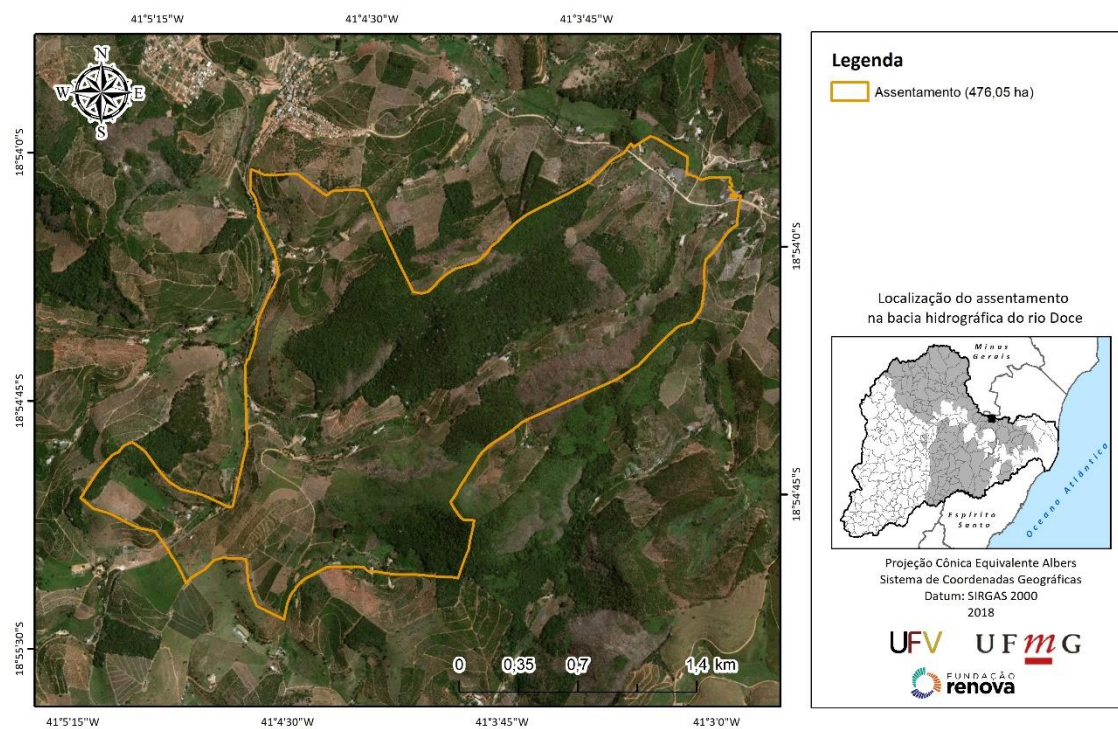 41°5'15"W
41°4'30"W
41°3'45"W
N
W
E
S
18°54'0"S
18°54'45"S
18°55'30"S
18°54'0"S
18°54'45"S
0 0,35 0,7 1,4 km
41°5'15"W
41°4'30"W
41°3'45"W
41°3'0"W
Legenda
Assentamento (476,05 ha)
Localização do assentamento
na bacia hidrográfica do rio Doce
Minas
Gerais
Espírito
Santo
Oceano Atlântico
Projeção Cônica Equivalente Albers
Sistema de Coordenadas Geográficas
Datum: SIRGAS 2000
2018
UFV
UFmG
FUNDAÇÃO
renova